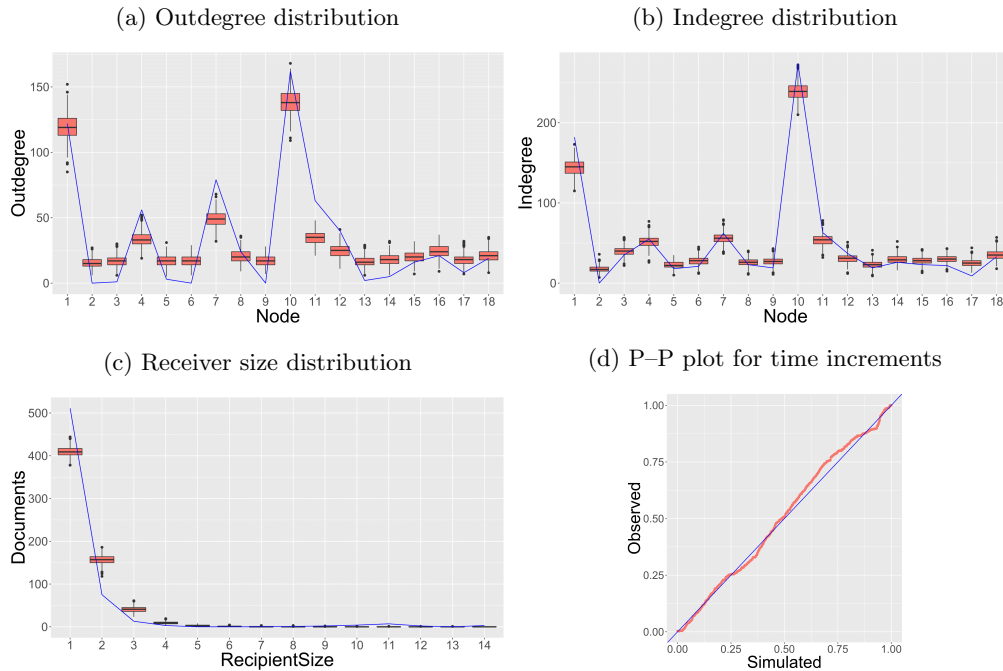 (a) Outdegree distribution
(b) Indegree distribution
Outdegree
150
100
50
0
1 2 3 4 5 6 7 8 9 10 11 12 13 14 15 16 17 18
Node
Indegree
200
100
0
1 2 3 4 5 6 7 8 9 10 11 12 13 14 15 16 17 18
Node
(c) Receiver size distribution
(d) P–P plot for time increments
Documents
500
400
300
200
100
0
1 2 3 4 5 6 7 8 9 10 11 12 13 14
RecipientSize
Observed
1.00
0.75
0.50
0.25
0.00
0.00 0.25 0.50 0.75 1.00
Simulated